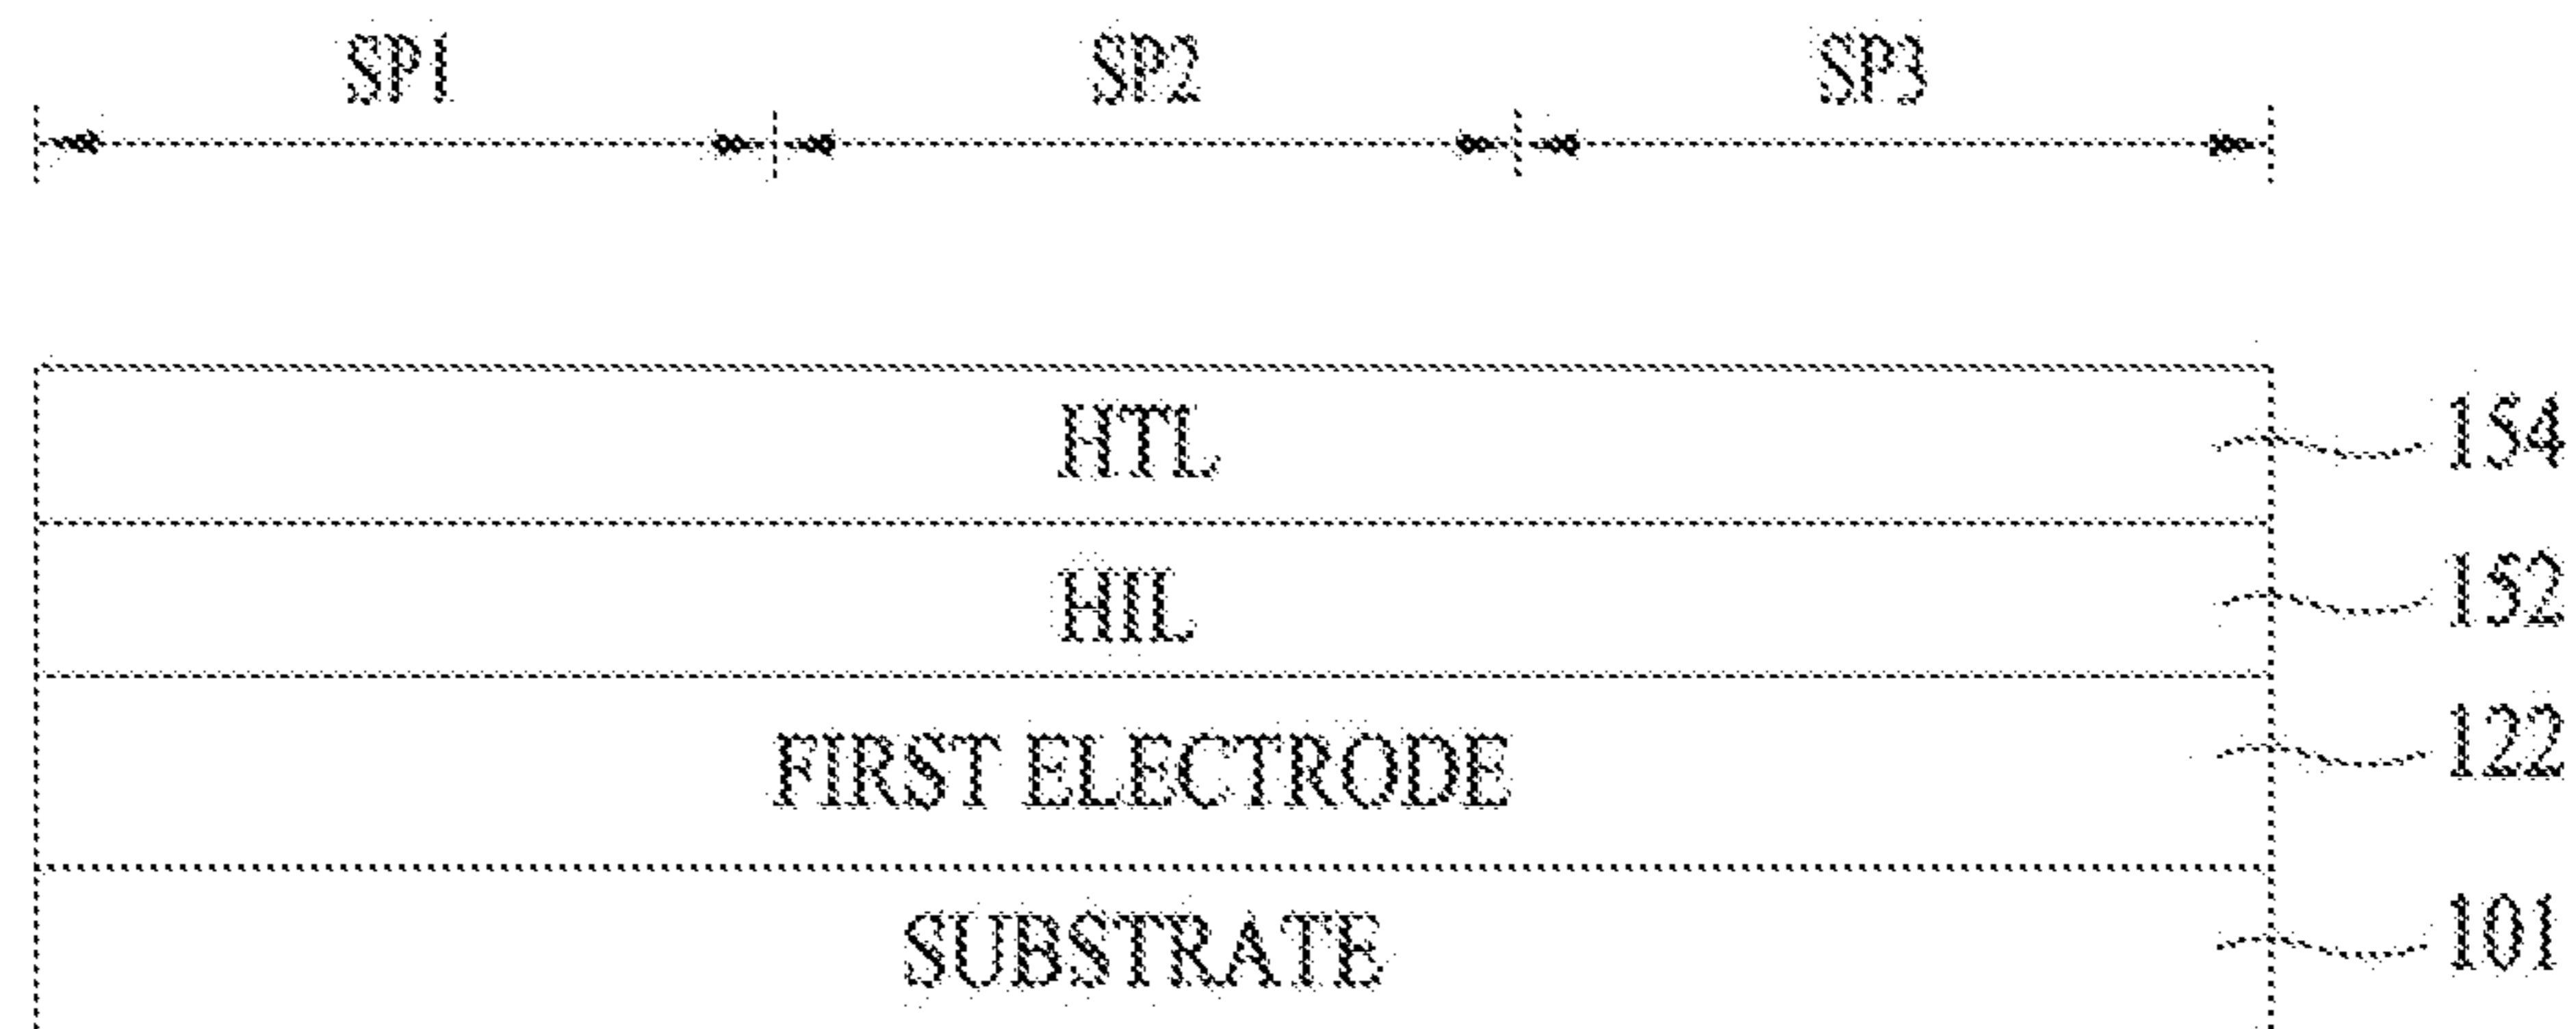 SP1 SP2 SP3
HTL 154
HIL 152
FIRST ELECTRODE 122
SUBSTRATE 101